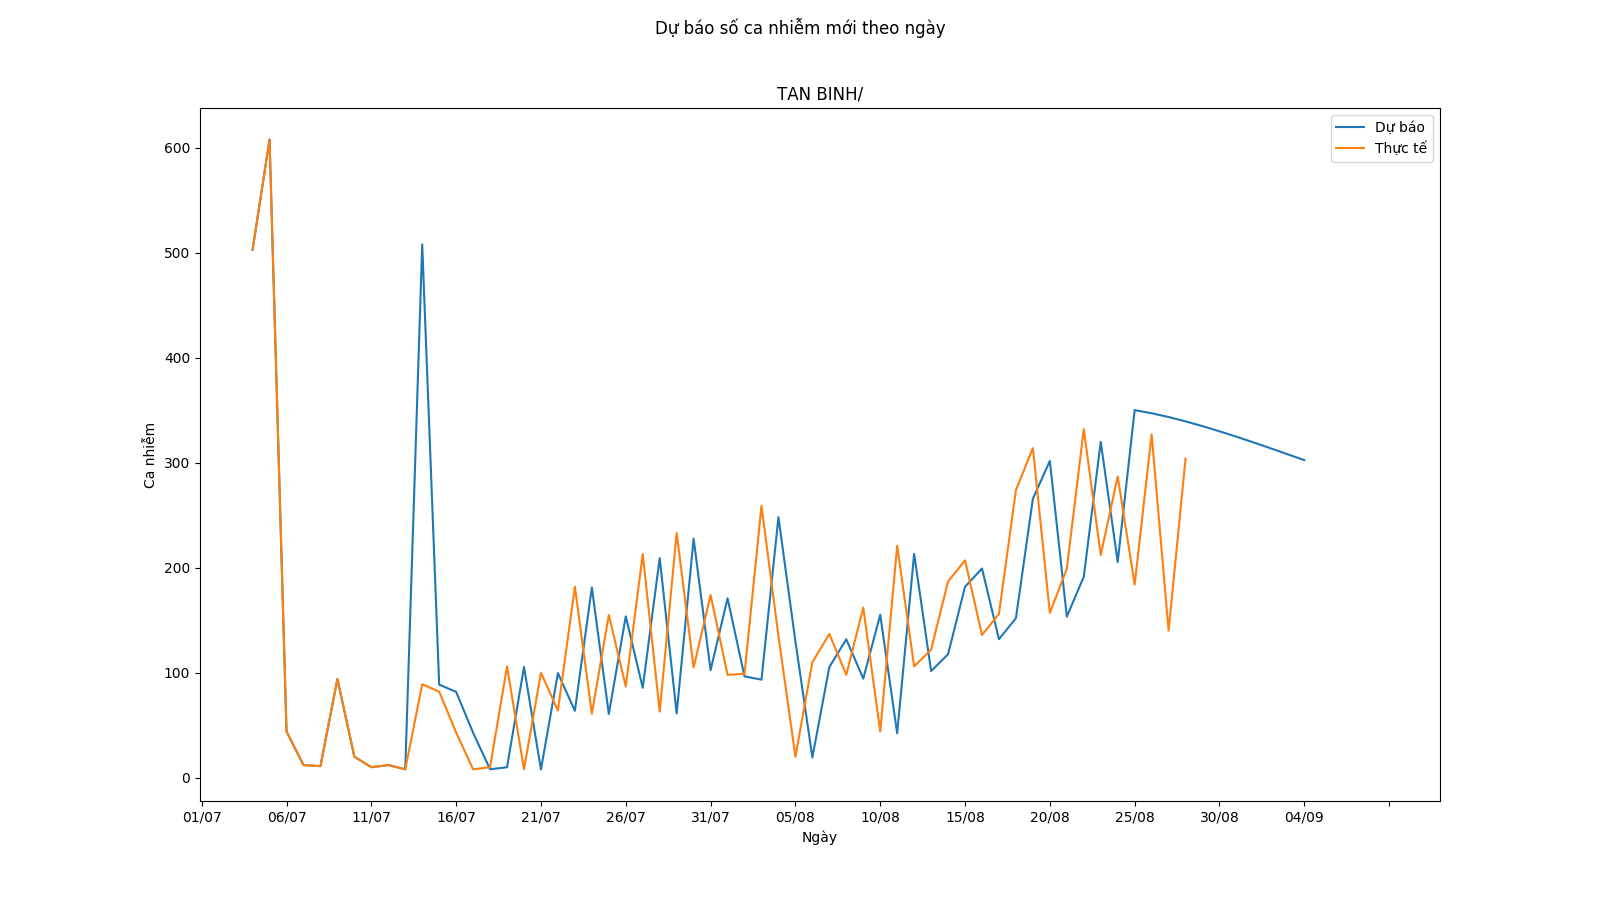 Dự báo số ca nhiễm mới theo ngày
TAN BINH/
Dự báo
Thực tế
600
500
400
300
200
100
0
Ca nhiễm
01/07 06/07 11/07 16/07 21/07 26/07 31/07 05/08 10/08 15/08 20/08 25/08 30/08 04/09
Ngày